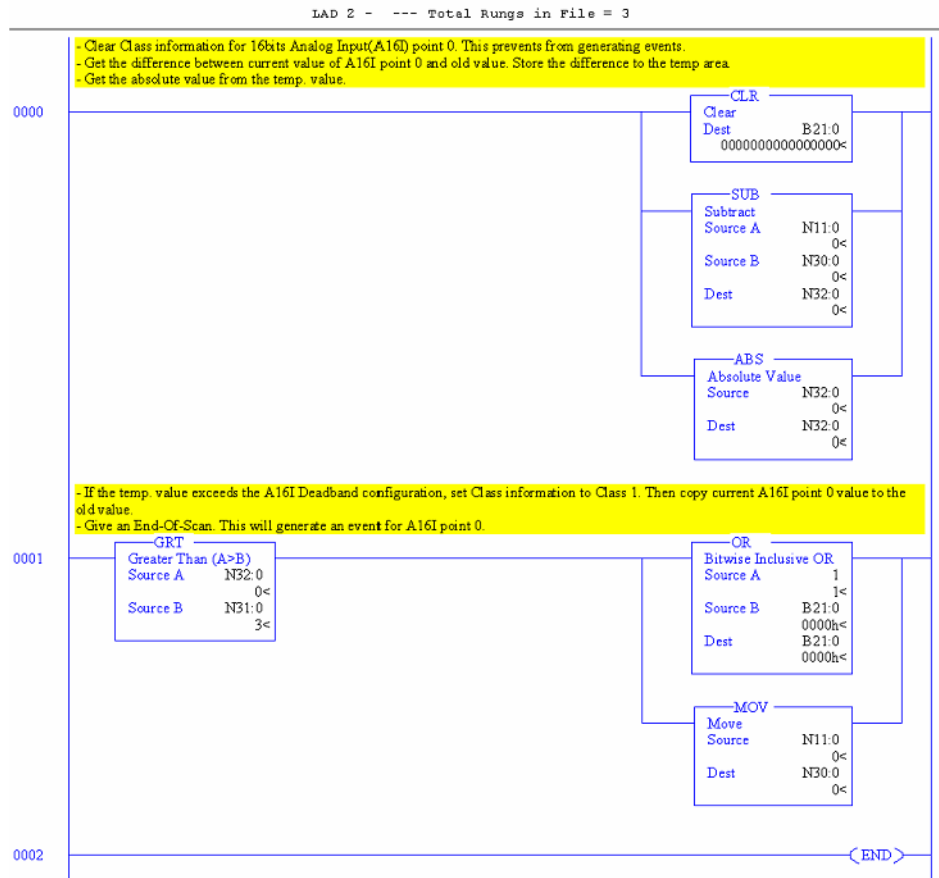 LAD 2 - --- Total Rungs in File = 3
- Clear Class information for 16bits Analog Input(A16I) point 0. This prevents from generating events.
- Get the difference between current value of A16I point 0 and old value. Store the difference to the temp area.
- Get the absolute value from the temp. value.
0000
CLR
Clear
Dest B21:0
0000000000000000<
SUB
Subtract
Source A N11:0
0<
Source B N30:0
0<
Dest N32:0
0<
ABS
Absolute Value
Source N32:0
0<
Dest N32:0
0<
- If the temp. value exceeds the A16I Deadband configuration, set Class information to Class 1. Then copy current A16I point 0 value to the
old value.
- Give an End-Of-Scan. This will generate an event for A16I point 0.
0001
GRT
Greater Than (A>B)
Source A N32:0
0<
Source B N31:0
3<
OR
Bitwise Inclusive OR
Source A 1
1<
Source B B21:0
0000h<
Dest B21:0
0000h<
MOV
Move
Source N11:0
0<
Dest N30:0
0<
0002
END